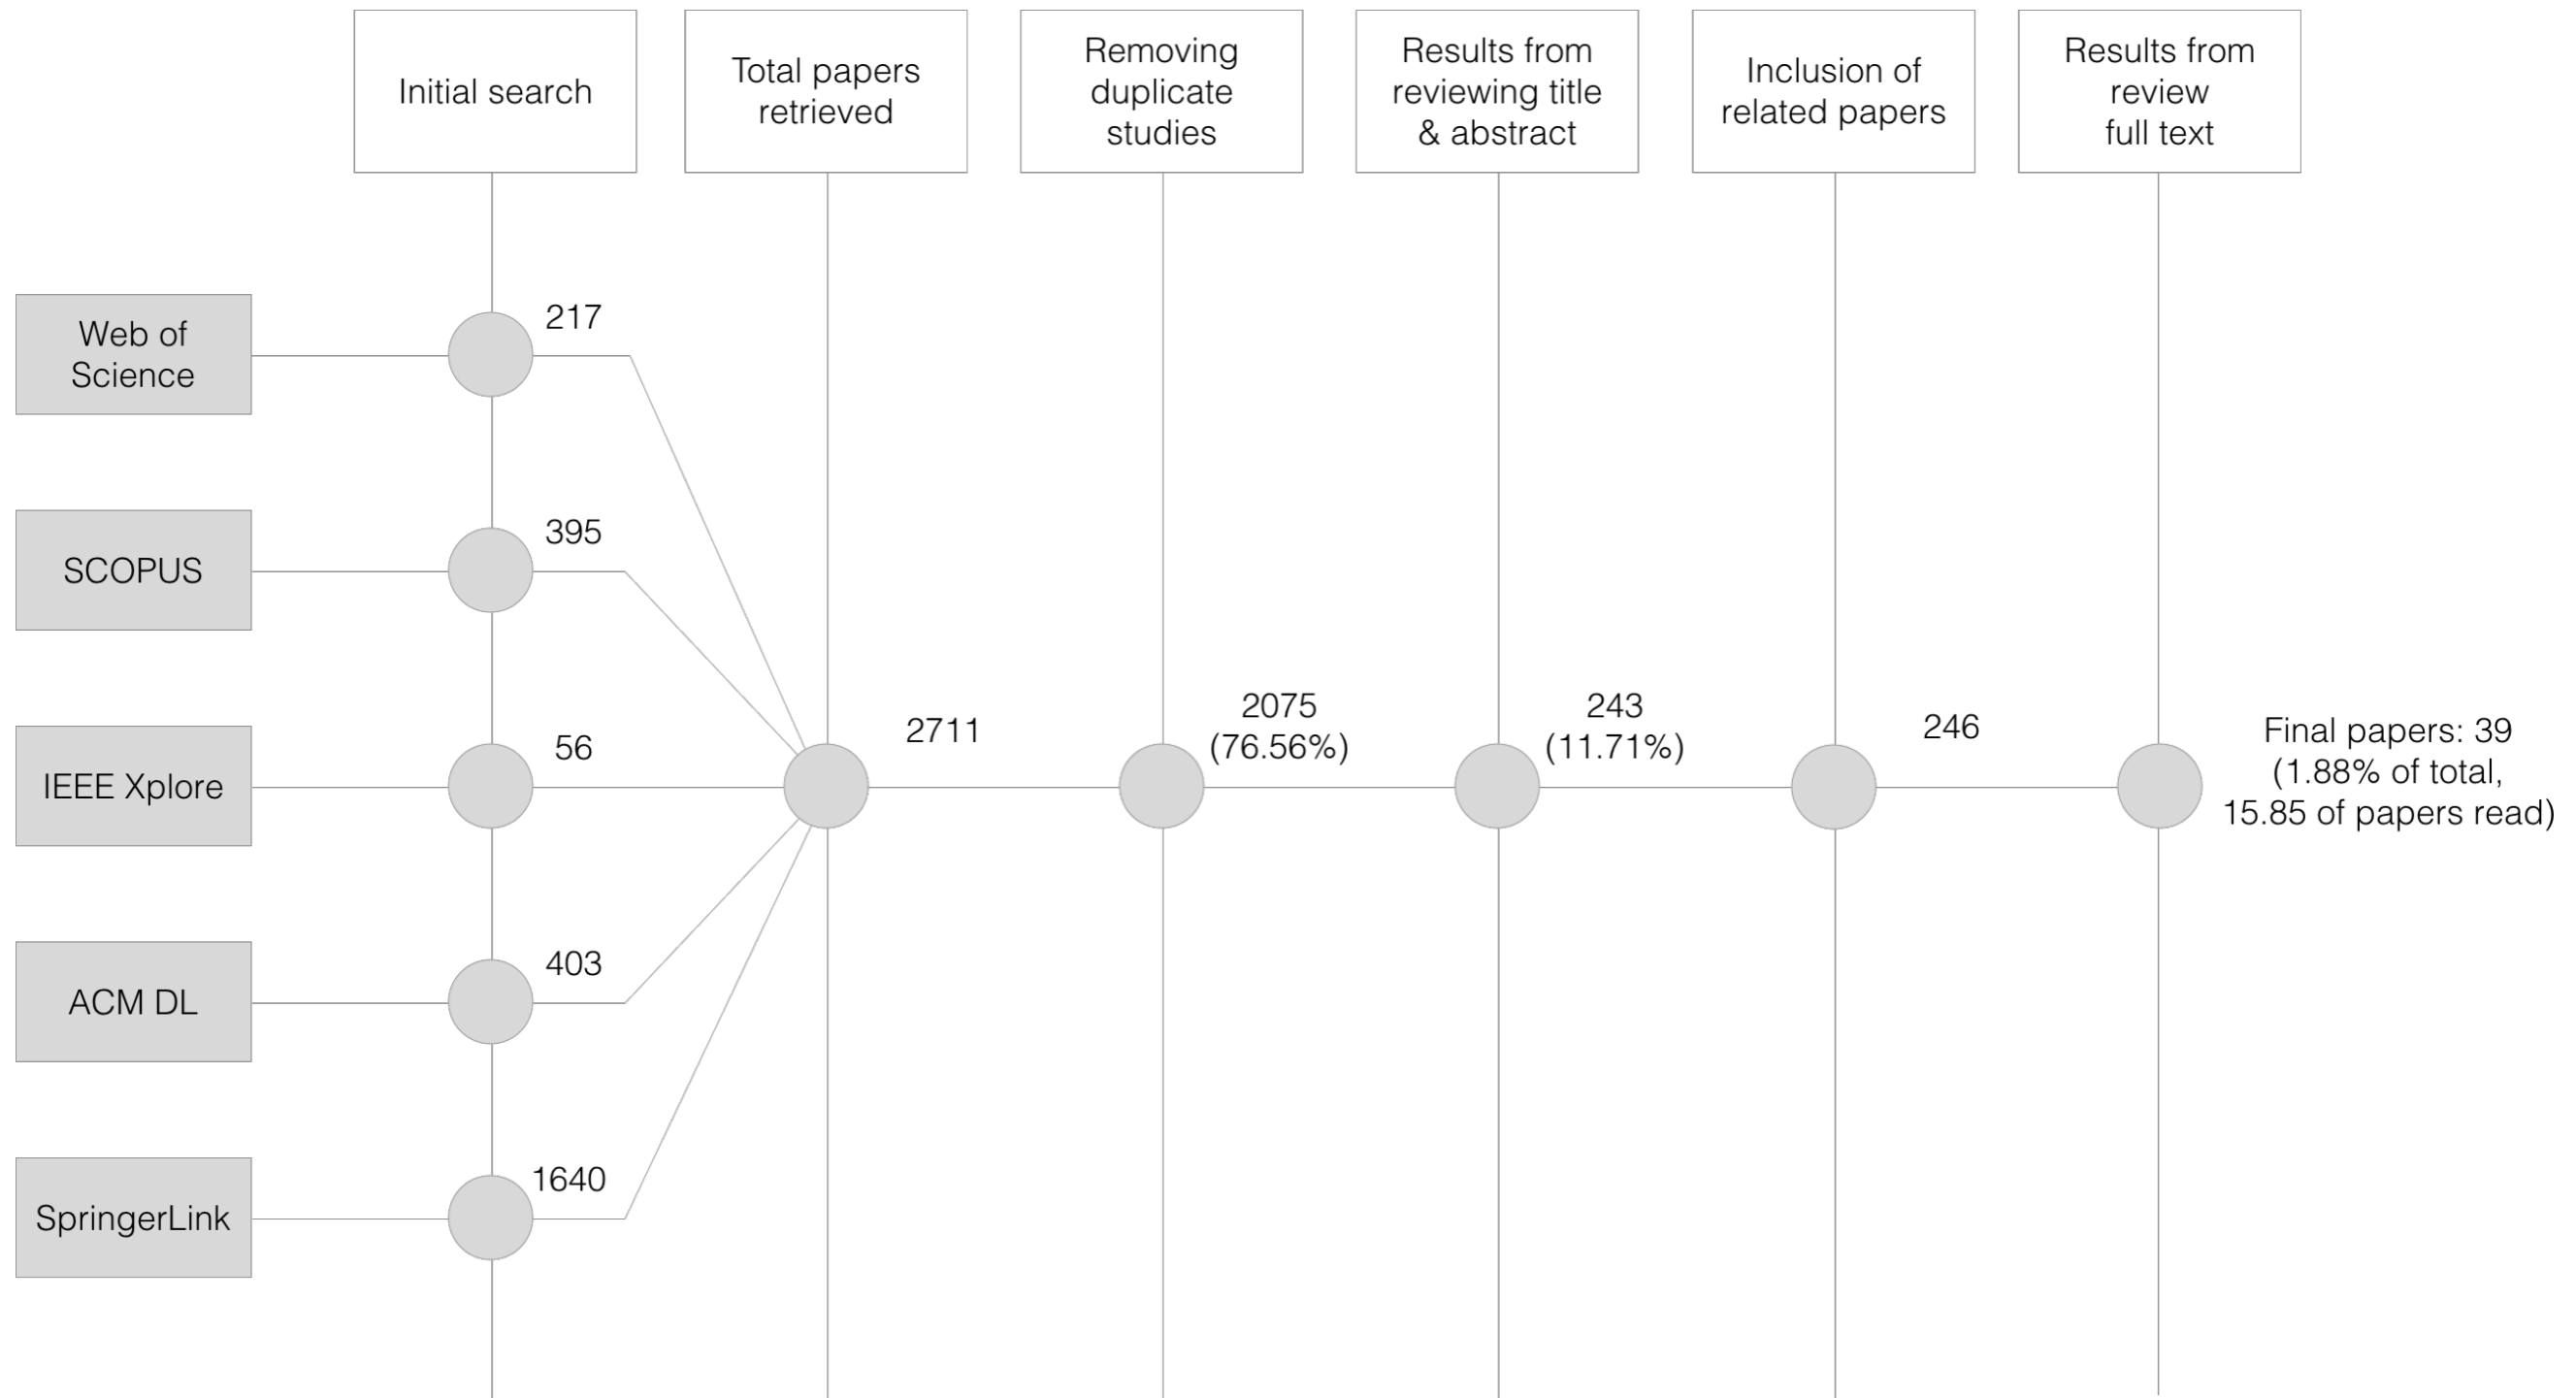 Initial search
Total papers
retrieved
Removing
duplicate
studies
Results from
reviewing title
& abstract
Inclusion of
related papers
Results from
review
full text
Web of
Science
217
SCOPUS
395
IEEE Xplore
56
2711
2075
(76.56%)
243
(11.71%)
246
Final papers: 39
(1.88% of total,
15.85 of papers read)
ACM DL
403
SpringerLink
1640